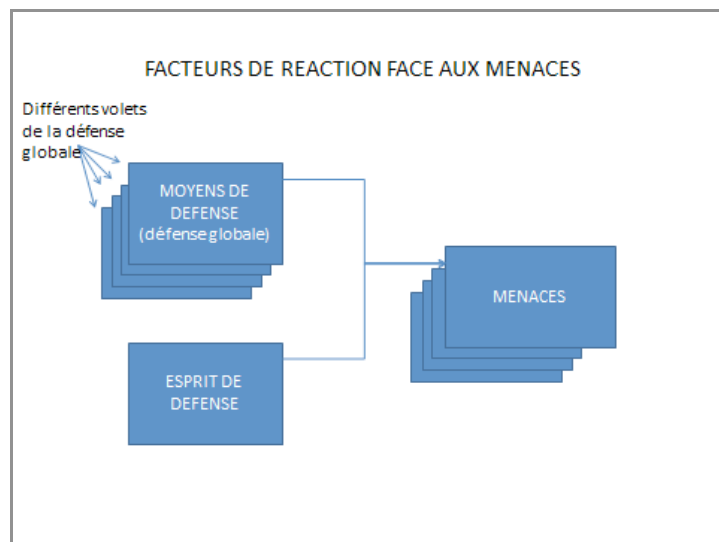 FACTEURS DE REACTION FACE AUX MENACES
Différents volets
de la défense
globale
MOYENS DE
DEFENSE
(défense globale)
MENACES
ESPRIT DE
DEFENSE